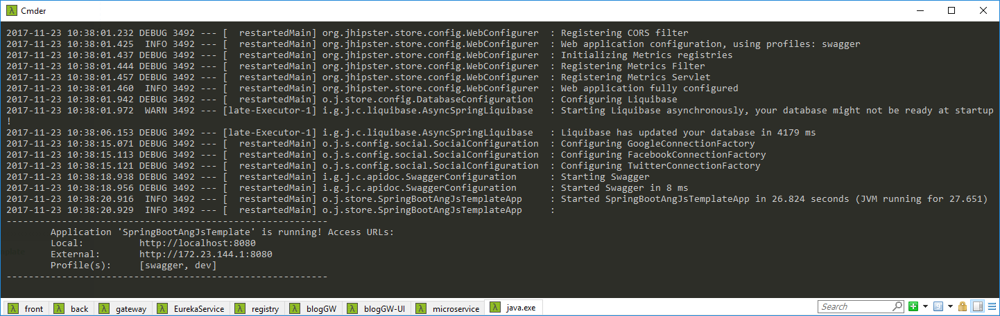 Cmder
2017-11-23 10:38:01.232 DEBUG 3492 --- [  restartedMain] org.jhipster.store.config.WebConfigurer  : Registering CORS filter
2017-11-23 10:38:01.425  INFO 3492 --- [  restartedMain] org.jhipster.store.config.WebConfigurer  : Web application configuration, using profiles: swagger
2017-11-23 10:38:01.437 DEBUG 3492 --- [  restartedMain] org.jhipster.store.config.WebConfigurer  : Initializing Metrics registries
2017-11-23 10:38:01.444 DEBUG 3492 --- [  restartedMain] org.jhipster.store.config.WebConfigurer  : Registering Metrics Filter
2017-11-23 10:38:01.457 DEBUG 3492 --- [  restartedMain] org.jhipster.store.config.WebConfigurer  : Registering Metrics Servlet
2017-11-23 10:38:01.460  INFO 3492 --- [  restartedMain] org.jhipster.store.config.WebConfigurer  : Web application fully configured
2017-11-23 10:38:01.942 DEBUG 3492 --- [  restartedMain] o.j.store.config.DatabaseConfiguration   : Configuring Liquibase
2017-11-23 10:38:01.972  WARN 3492 --- [late-Executor-1] i.g.j.c.liquibase.AsyncSpringLiquibase   : Starting Liquibase asynchronously, your database might not be ready at startup
!
2017-11-23 10:38:06.153 DEBUG 3492 --- [late-Executor-1] i.g.j.c.liquibase.AsyncSpringLiquibase   : Liquibase has updated your database in 4179 ms
2017-11-23 10:38:15.071 DEBUG 3492 --- [  restartedMain] o.j.s.config.social.SocialConfiguration  : Configuring GoogleConnectionFactory
2017-11-23 10:38:15.113 DEBUG 3492 --- [  restartedMain] o.j.s.config.social.SocialConfiguration  : Configuring FacebookConnectionFactory
2017-11-23 10:38:15.121 DEBUG 3492 --- [  restartedMain] o.j.s.config.social.SocialConfiguration  : Configuring TwitterConnectionFactory
2017-11-23 10:38:18.938 DEBUG 3492 --- [  restartedMain] i.g.j.c.apidoc.SwaggerConfiguration      : Starting Swagger
2017-11-23 10:38:18.956 DEBUG 3492 --- [  restartedMain] i.g.j.c.apidoc.SwaggerConfiguration      : Started Swagger in 8 ms
2017-11-23 10:38:20.916  INFO 3492 --- [  restartedMain] o.j.store.SpringBootAngJsTemplateApp     : Started SpringBootAngJsTemplateApp in 26.824 seconds (JVM running for 27.651)
2017-11-23 10:38:20.929  INFO 3492 --- [  restartedMain] o.j.store.SpringBootAngJsTemplateApp     :
----------------------------------------------------------
Application 'SpringBootAngJsTemplate' is running! Access URLs:
Local:          http://localhost:8080
External:       http://172.23.144.1:8080
Profile(s):     [swagger, dev]
----------------------------------------------------------
λ front λ back λ gateway λ EurekaService λ registry λ blogGW λ blogGW-UI λ microservice λ java.exe Search